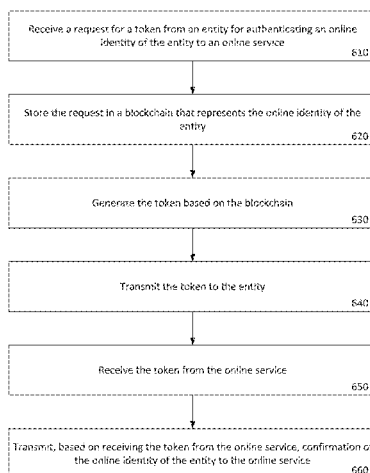 Receive a request for a token from an entity for authenticating an online
identity of the entity to an online service
610
Store the request in a blockchain that represents the online identity of the
entity
620
Generate the token based on the blockchain
630
Transmit the token to the entity
640
Receive the token from the online service
650
Transmit, based on receiving the token from the online service, confirmation of
the online identity of the entity to the online service
660